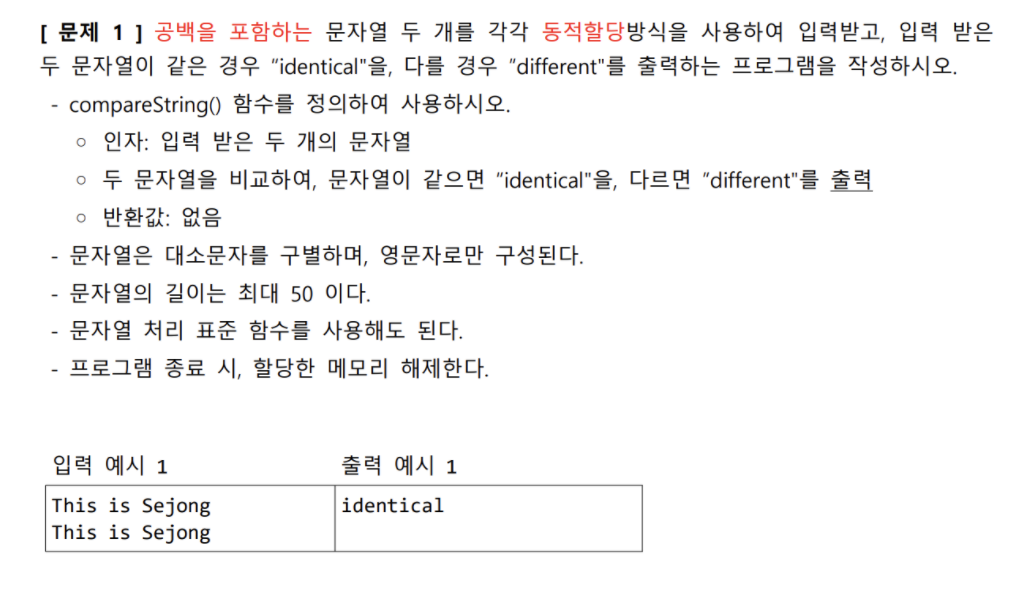 [ 문제 1 ] 공백을 포함하는 문자열 두 개를 각각 동적할당방식을 사용하여 입력받고, 입력 받은
두 문자열이 같은 경우 “identical"을, 다를 경우 “different"를 출력하는 프로그램을 작성하시오.
- compareString() 함수를 정의하여 사용하시오.
○ 인자: 입력 받은 두 개의 문자열
○ 두 문자열을 비교하여, 문자열이 같으면 “identical"을, 다르면 “different"를 출력
○ 반환값: 없음
- 문자열은 대소문자를 구별하며, 영문자로만 구성된다.
- 문자열의 길이는 최대 50 이다.
- 문자열 처리 표준 함수를 사용해도 된다.
- 프로그램 종료 시, 할당한 메모리 해제한다.
입력 예시 1 출력 예시 1
This is Sejong identical
This is Sejong